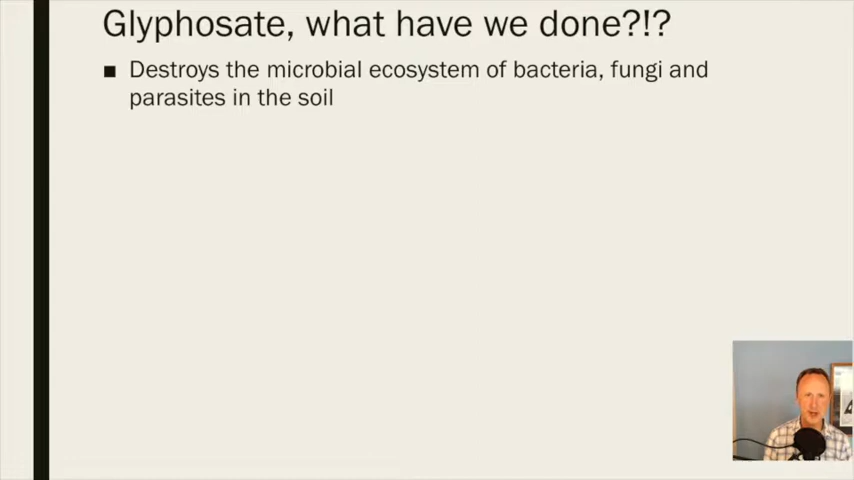 Glyphosate, what have we done?!?
■ Destroys the microbial ecosystem of bacteria, fungi and
parasites in the soil